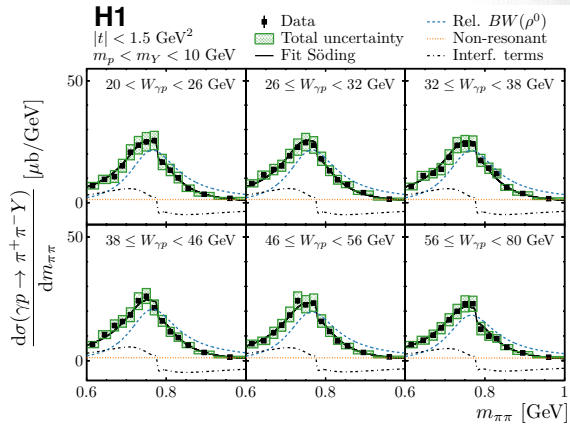 H1
|t| < 1.5 GeV²
m_p < m_Y < 10 GeV
Data
Total uncertainty
Fit Söding
Rel. BW(ρ⁰)
Non-resonant
Interf. terms
dσ(γp → π⁺π⁻Y) / dm_ππ [μb/GeV]
50
0
20 < W_γp < 26 GeV
26 ≤ W_γp < 32 GeV
32 ≤ W_γp < 38 GeV
50
0
38 ≤ W_γp < 46 GeV
46 ≤ W_γp < 56 GeV
56 ≤ W_γp < 80 GeV
0.6 0.8 0.6 0.8 0.6 0.8 1
m_ππ [GeV]